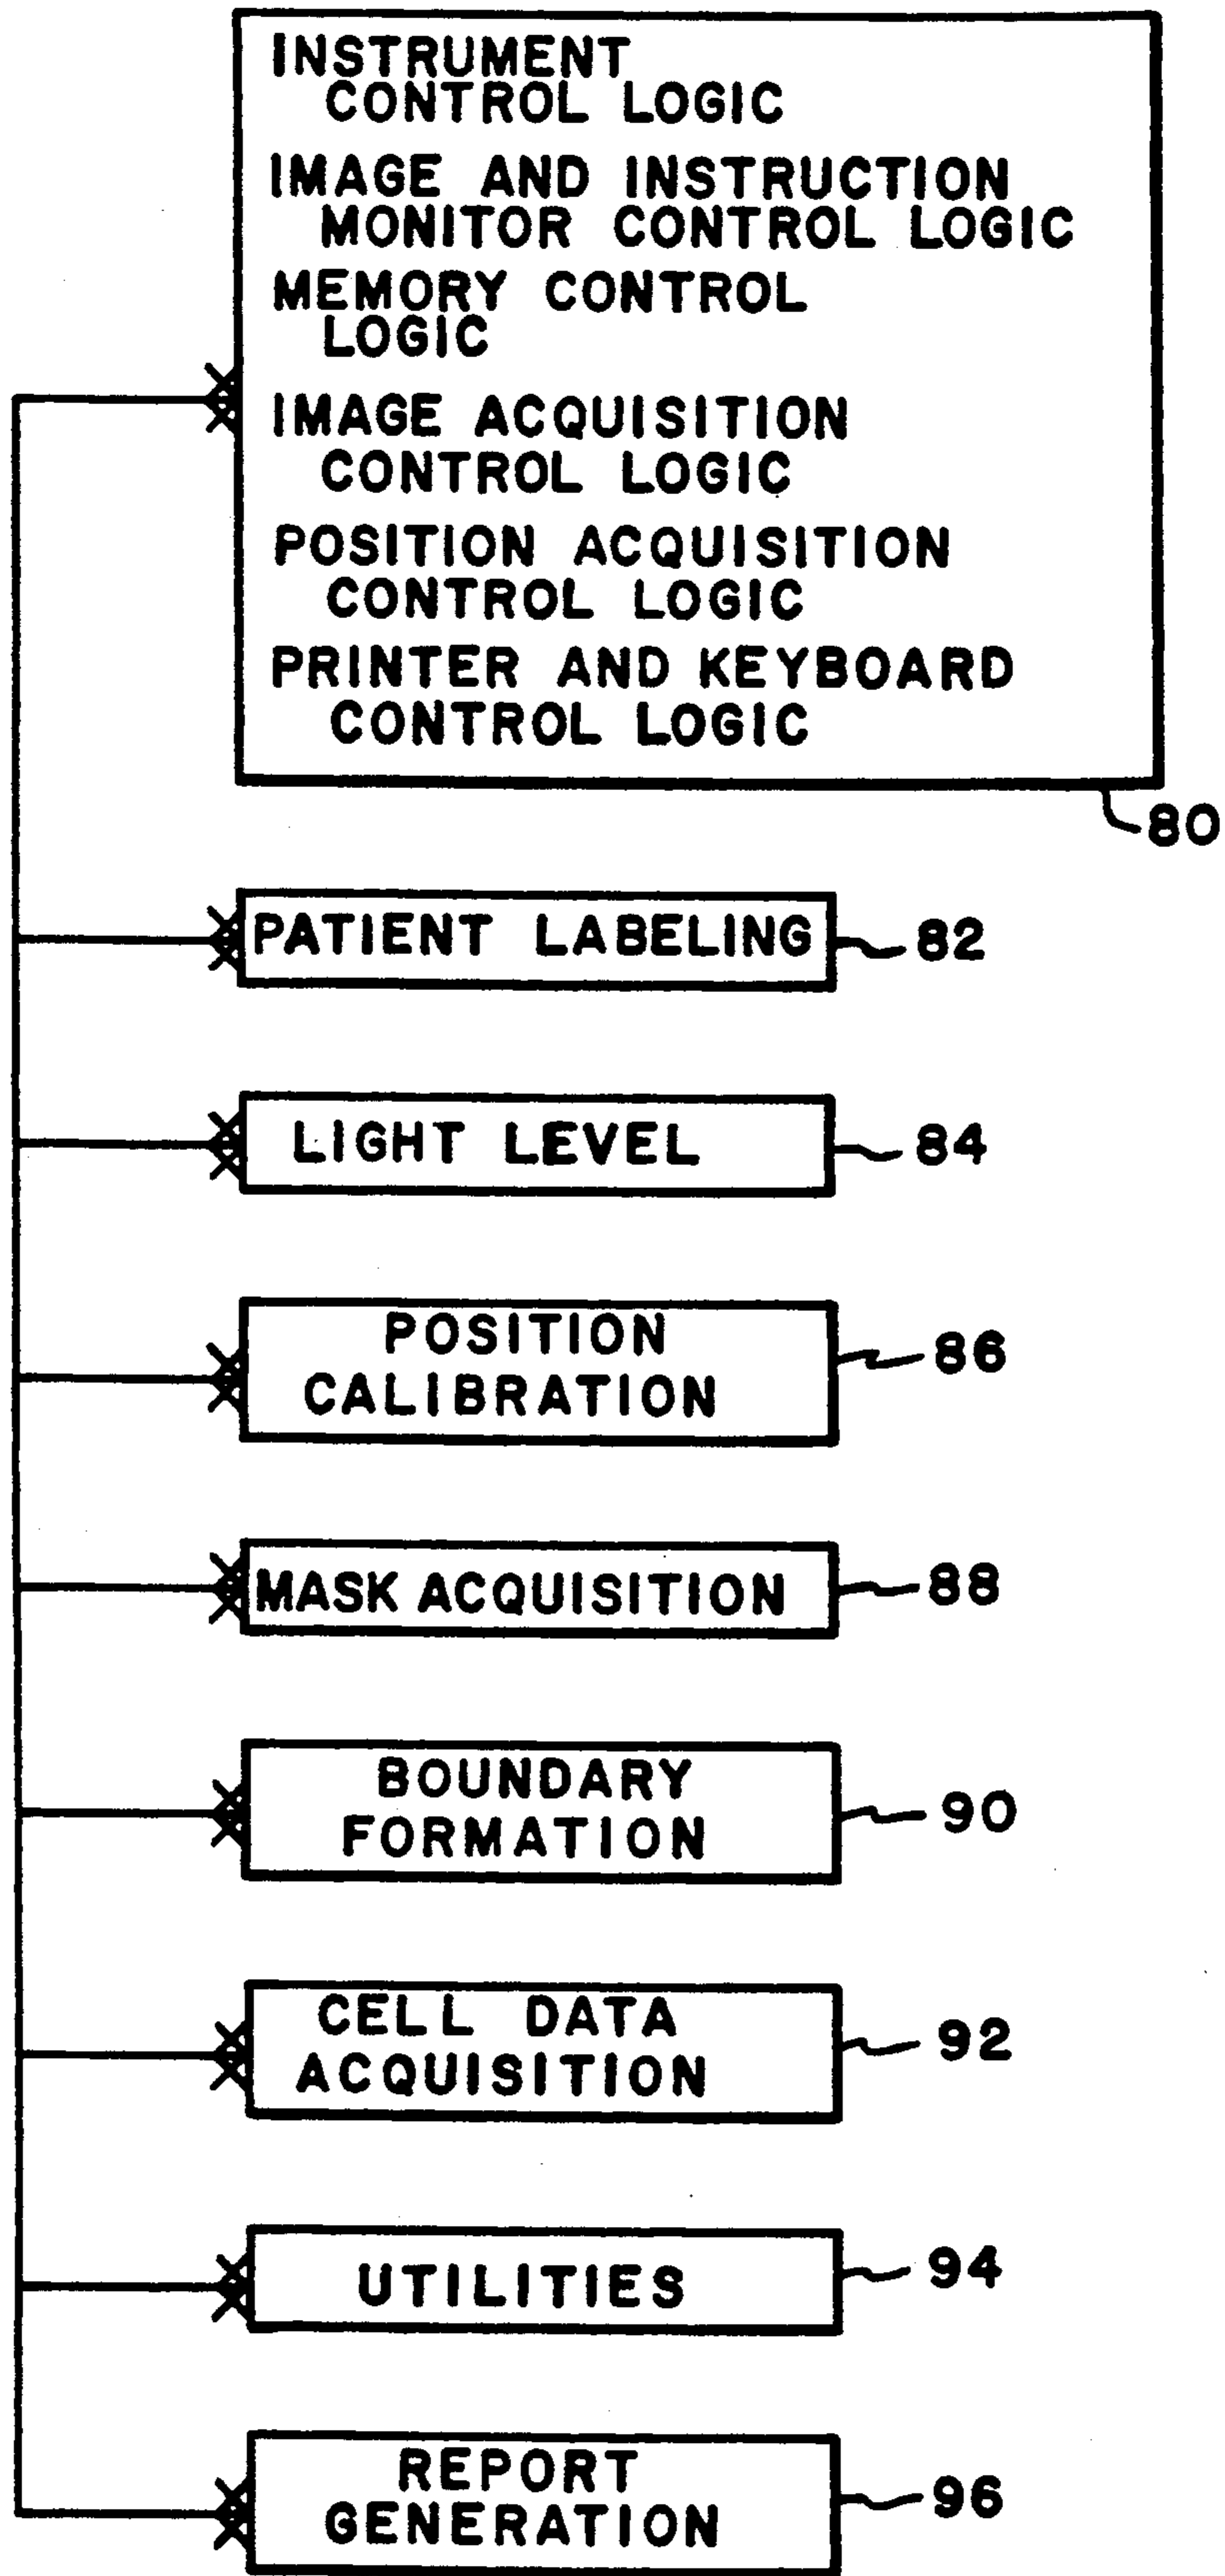 INSTRUMENT
CONTROL LOGIC
IMAGE AND INSTRUCTION
MONITOR CONTROL LOGIC
MEMORY CONTROL
LOGIC
IMAGE ACQUISITION
CONTROL LOGIC
POSITION ACQUISITION
CONTROL LOGIC
PRINTER AND KEYBOARD
CONTROL LOGIC
80
PATIENT LABELING 82
LIGHT LEVEL 84
POSITION
CALIBRATION
86
MASK ACQUISITION 88
BOUNDARY
FORMATION
90
CELL DATA
ACQUISITION
92
UTILITIES 94
REPORT
GENERATION
96